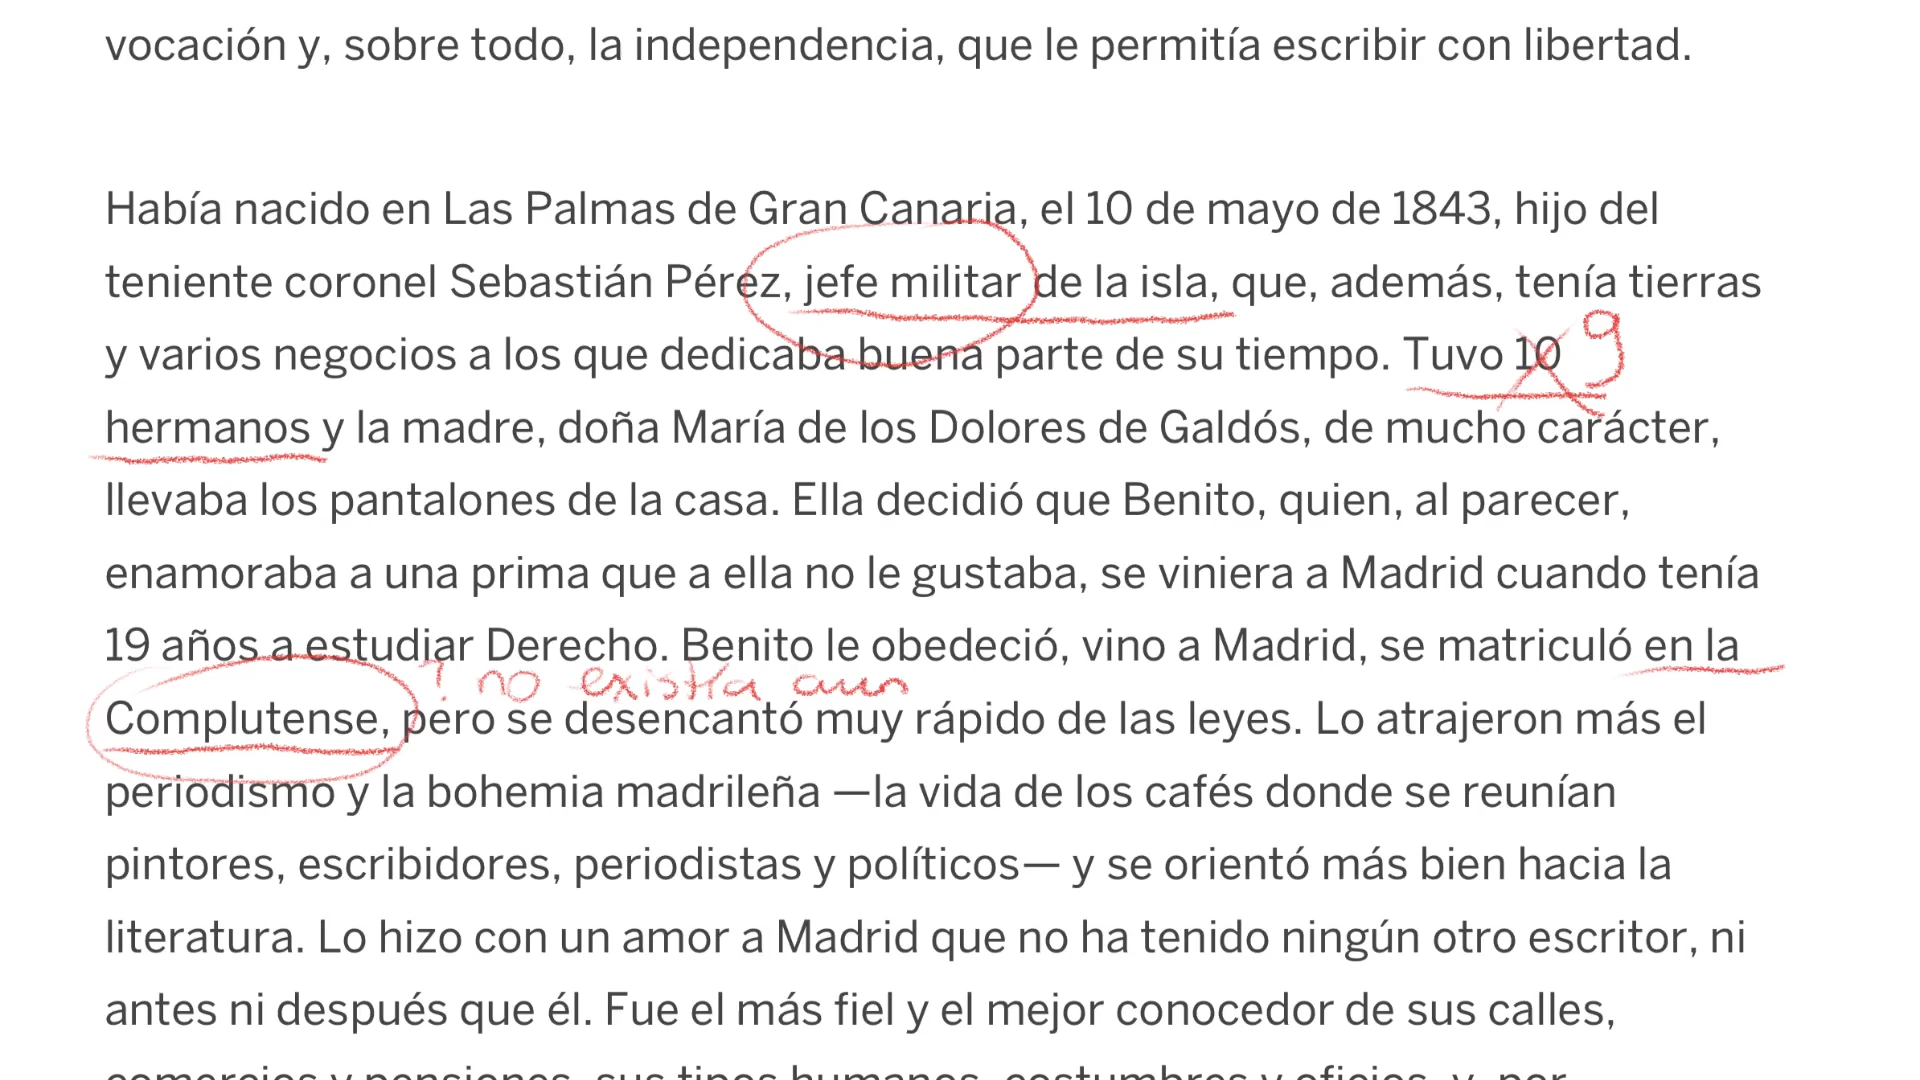 vocación y, sobre todo, la independencia, que le permitía escribir con libertad.
Había nacido en Las Palmas de Gran Canaria, el 10 de mayo de 1843, hijo del
teniente coronel Sebastián Pérez, jefe militar de la isla, que, además, tenía tierras
y varios negocios a los que dedicaba buena parte de su tiempo. Tuvo 10 9
hermanos y la madre, doña María de los Dolores de Galdós, de mucho carácter,
llevaba los pantalones de la casa. Ella decidió que Benito, quien, al parecer,
enamoraba a una prima que a ella no le gustaba, se viniera a Madrid cuando tenía
19 años a estudiar Derecho. Benito le obedeció, vino a Madrid, se matriculó en la
? no existía aun
Complutense, pero se desencantó muy rápido de las leyes. Lo atrajeron más el
periodismo y la bohemia madrileña —la vida de los cafés donde se reunían
pintores, escribidores, periodistas y políticos— y se orientó más bien hacia la
literatura. Lo hizo con un amor a Madrid que no ha tenido ningún otro escritor, ni
antes ni después que él. Fue el más fiel y el mejor conocedor de sus calles,
comercios y pensiones, sus tipos humanos, costumbres y oficios, y, por